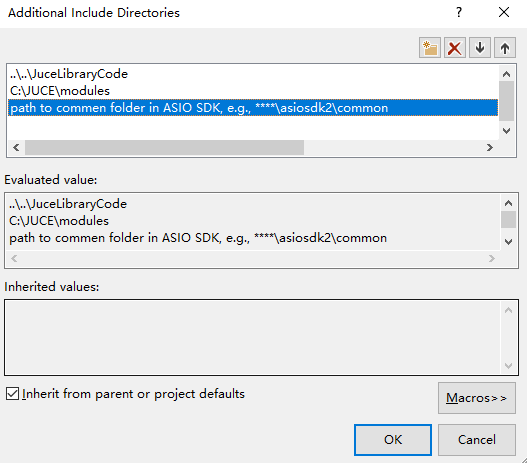 Additional Include Directories
..\..\JuceLibraryCode
C:\JUCE\modules
path to commen folder in ASIO SDK, e.g., ****\asiosdk2\common
Evaluated value:
..\..\JuceLibraryCode
C:\JUCE\modules
path to commen folder in ASIO SDK, e.g., ****\asiosdk2\common
Inherited values:
Inherit from parent or project defaults
Macros>>
OK
Cancel